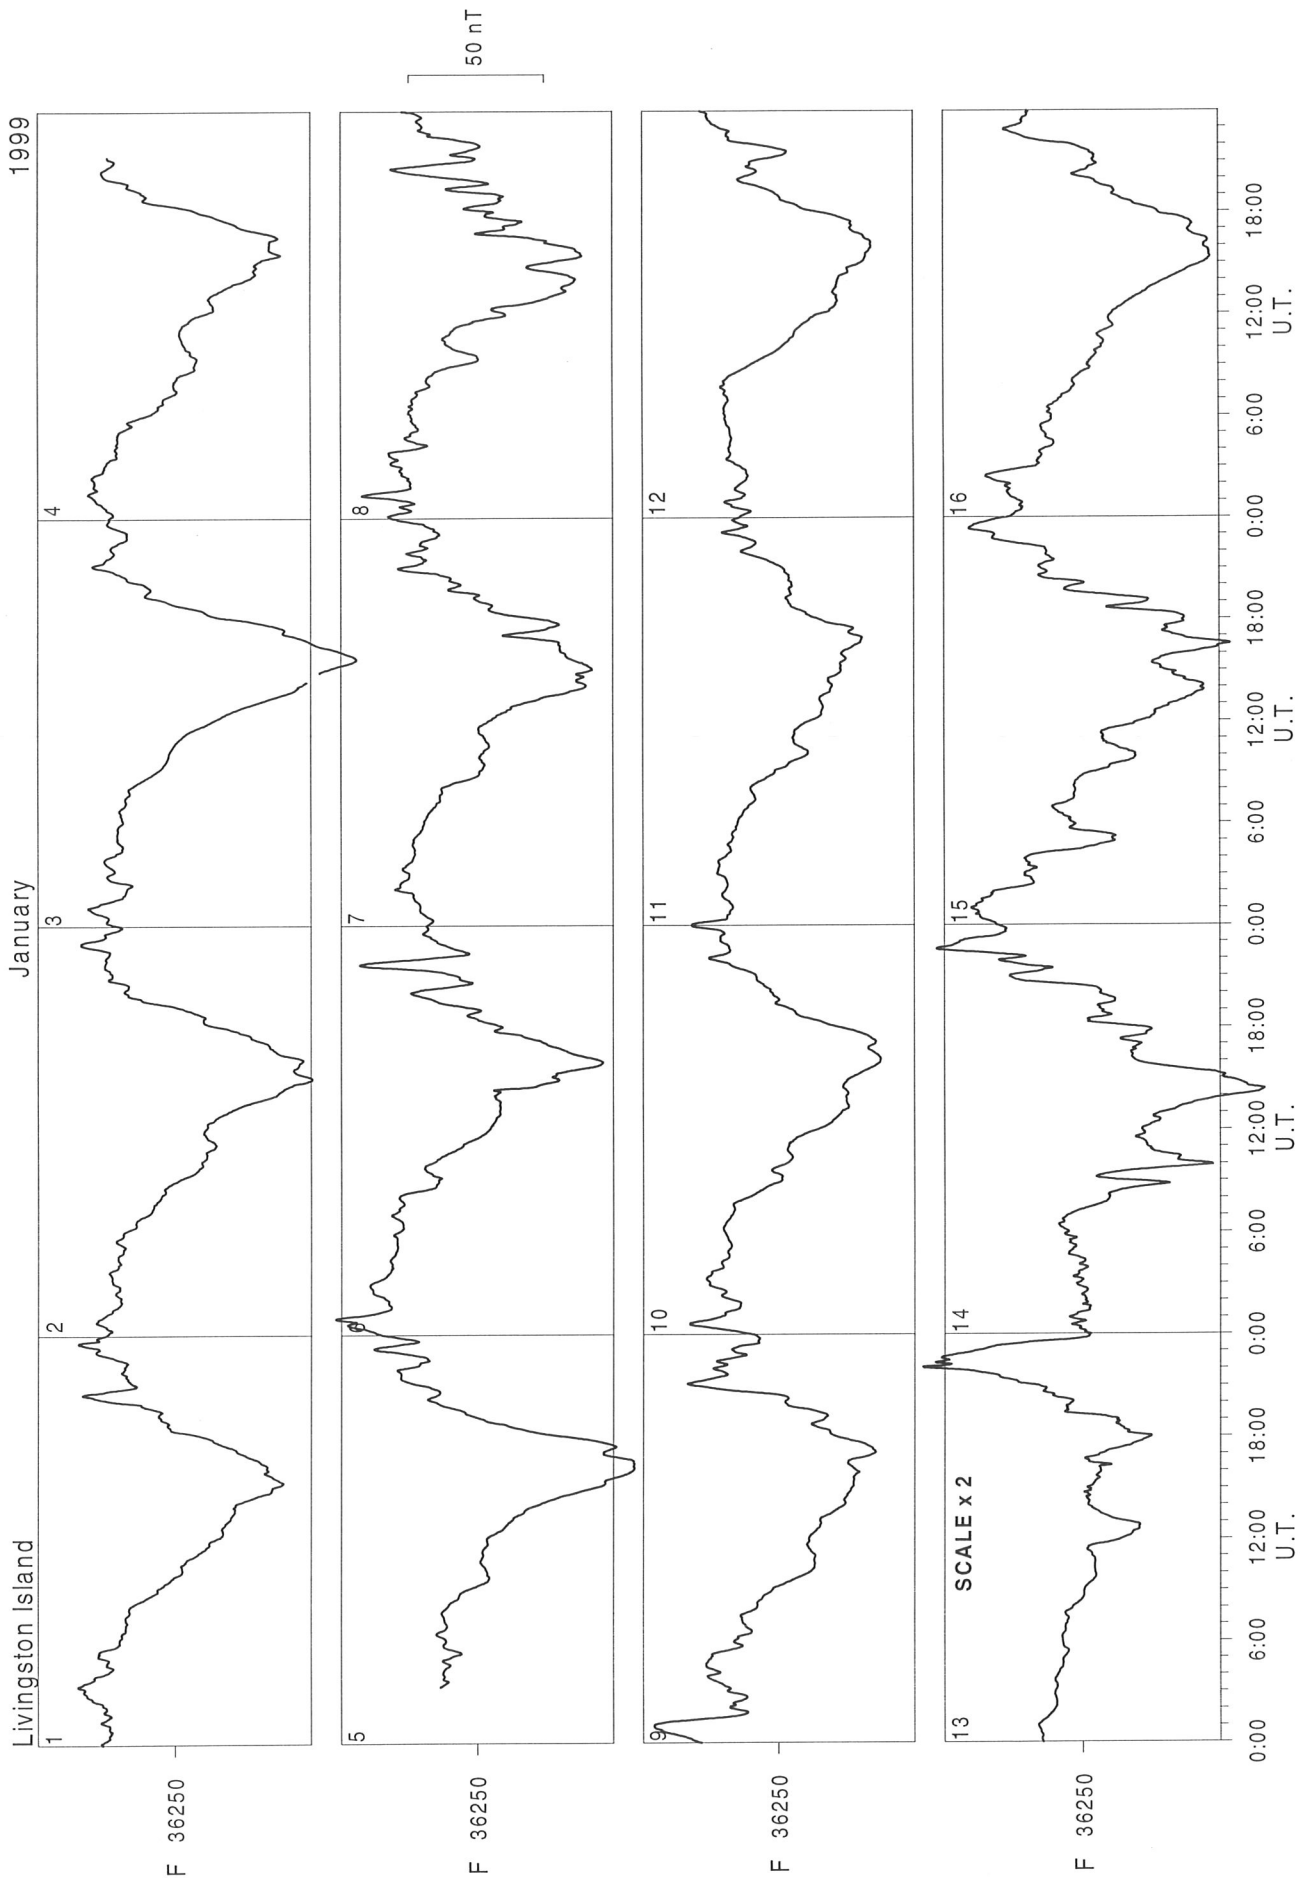 Livingston Island January 1999
50 nT
1 2 3 4
F 36250
5 6 7 8
F 36250
9 10 11 12
F 36250
13 14 15 16
SCALE x 2
F 36250
0:00 6:00 12:00 18:00 0:00 6:00 12:00 18:00 0:00 6:00 12:00 18:00 0:00 6:00 12:00 18:00
U.T. U.T. U.T. U.T.